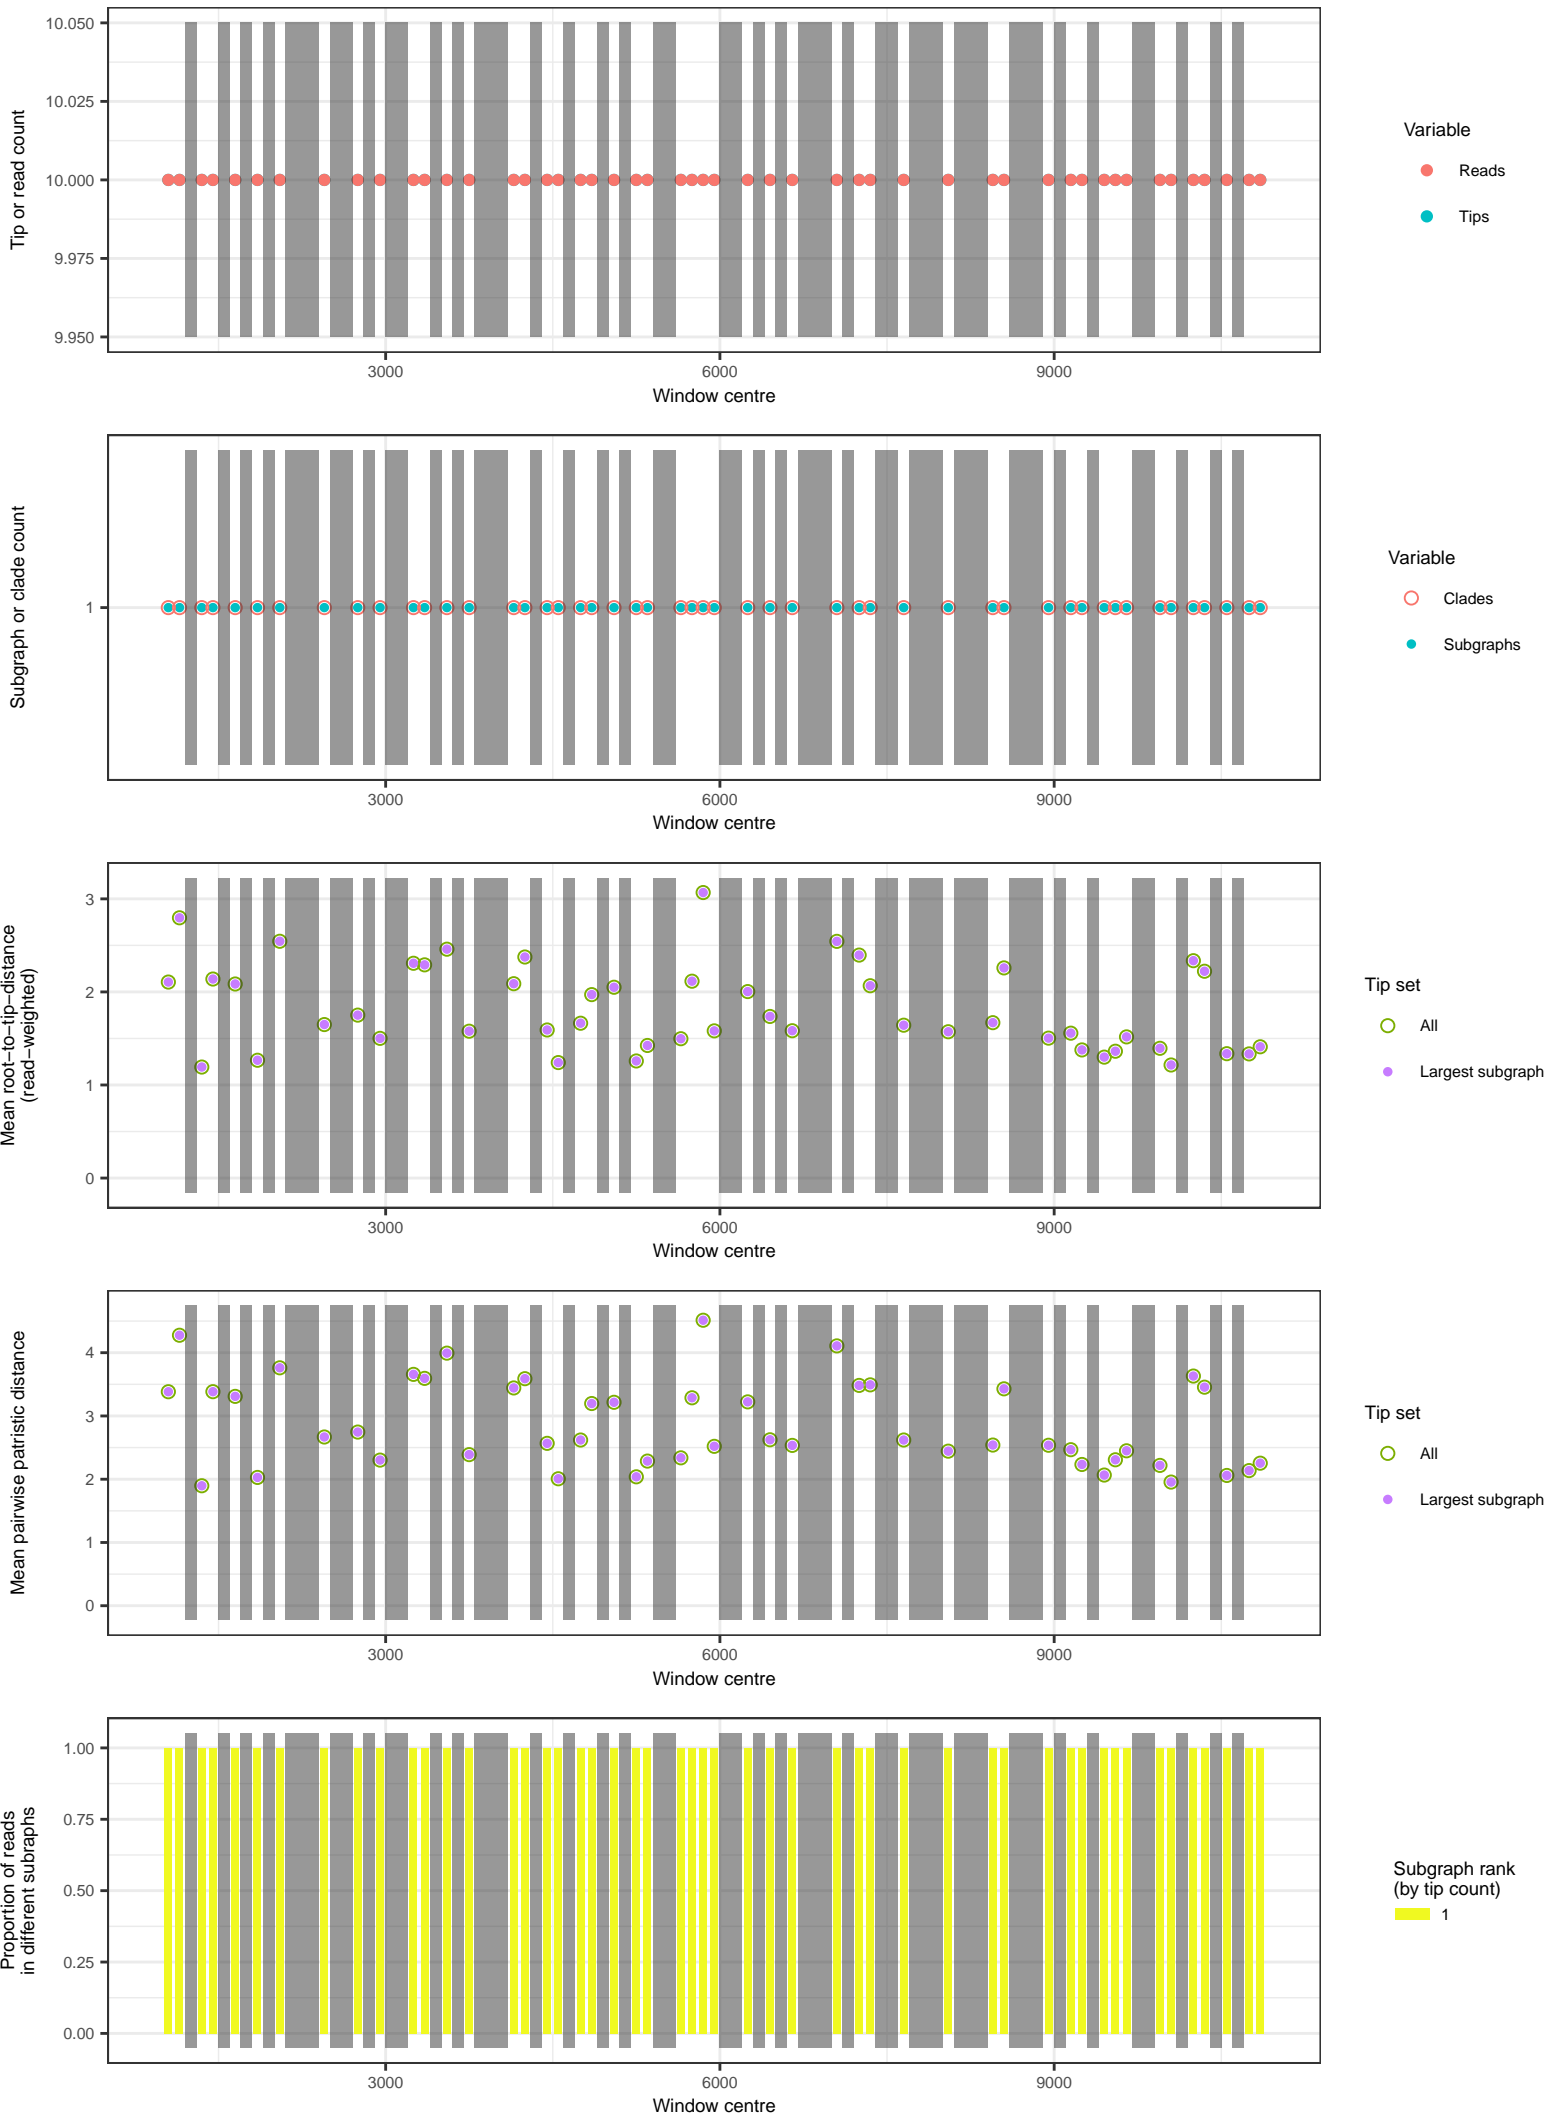 10.050
10.025
10.000
9.975
9.950
Tip or read count
3000
6000
9000
Window centre
Variable
Reads
Tips
1
Subgraph or clade count
3000
6000
9000
Window centre
Variable
Clades
Subgraphs
3
2
1
0
Mean root−to−tip−distance
(read−weighted)
3000
6000
9000
Window centre
Tip set
All
Largest subgraph
4
3
2
1
0
Mean pairwise patristic distance
3000
6000
9000
Window centre
Tip set
All
Largest subgraph
1.00
0.75
0.50
0.25
0.00
Proportion of reads
in different subraphs
3000
6000
9000
Window centre
Subgraph rank
(by tip count)
1